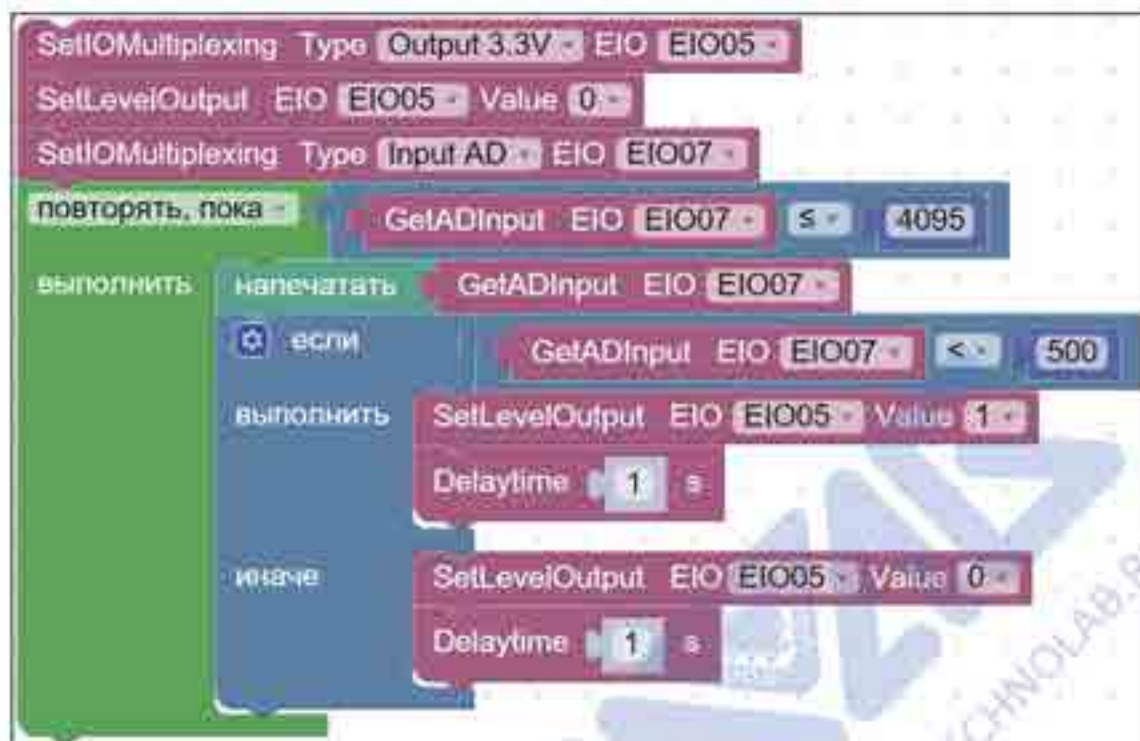 SetIOMultiplexing Type Output 3.3V EIO EIO05
SetLevelOutput EIO EIO05 Value 0
SetIOMultiplexing Type Input AD EIO EIO07
повторять, пока GetADInput EIO EIO07 ≤ 4095
выполнить напечатать GetADInput EIO EIO07
если GetADInput EIO EIO07 < 500
выполнить SetLevelOutput EIO EIO05 Value 1
Delaytime 1 s
иначе SetLevelOutput EIO EIO05 Value 0
Delaytime 1 s